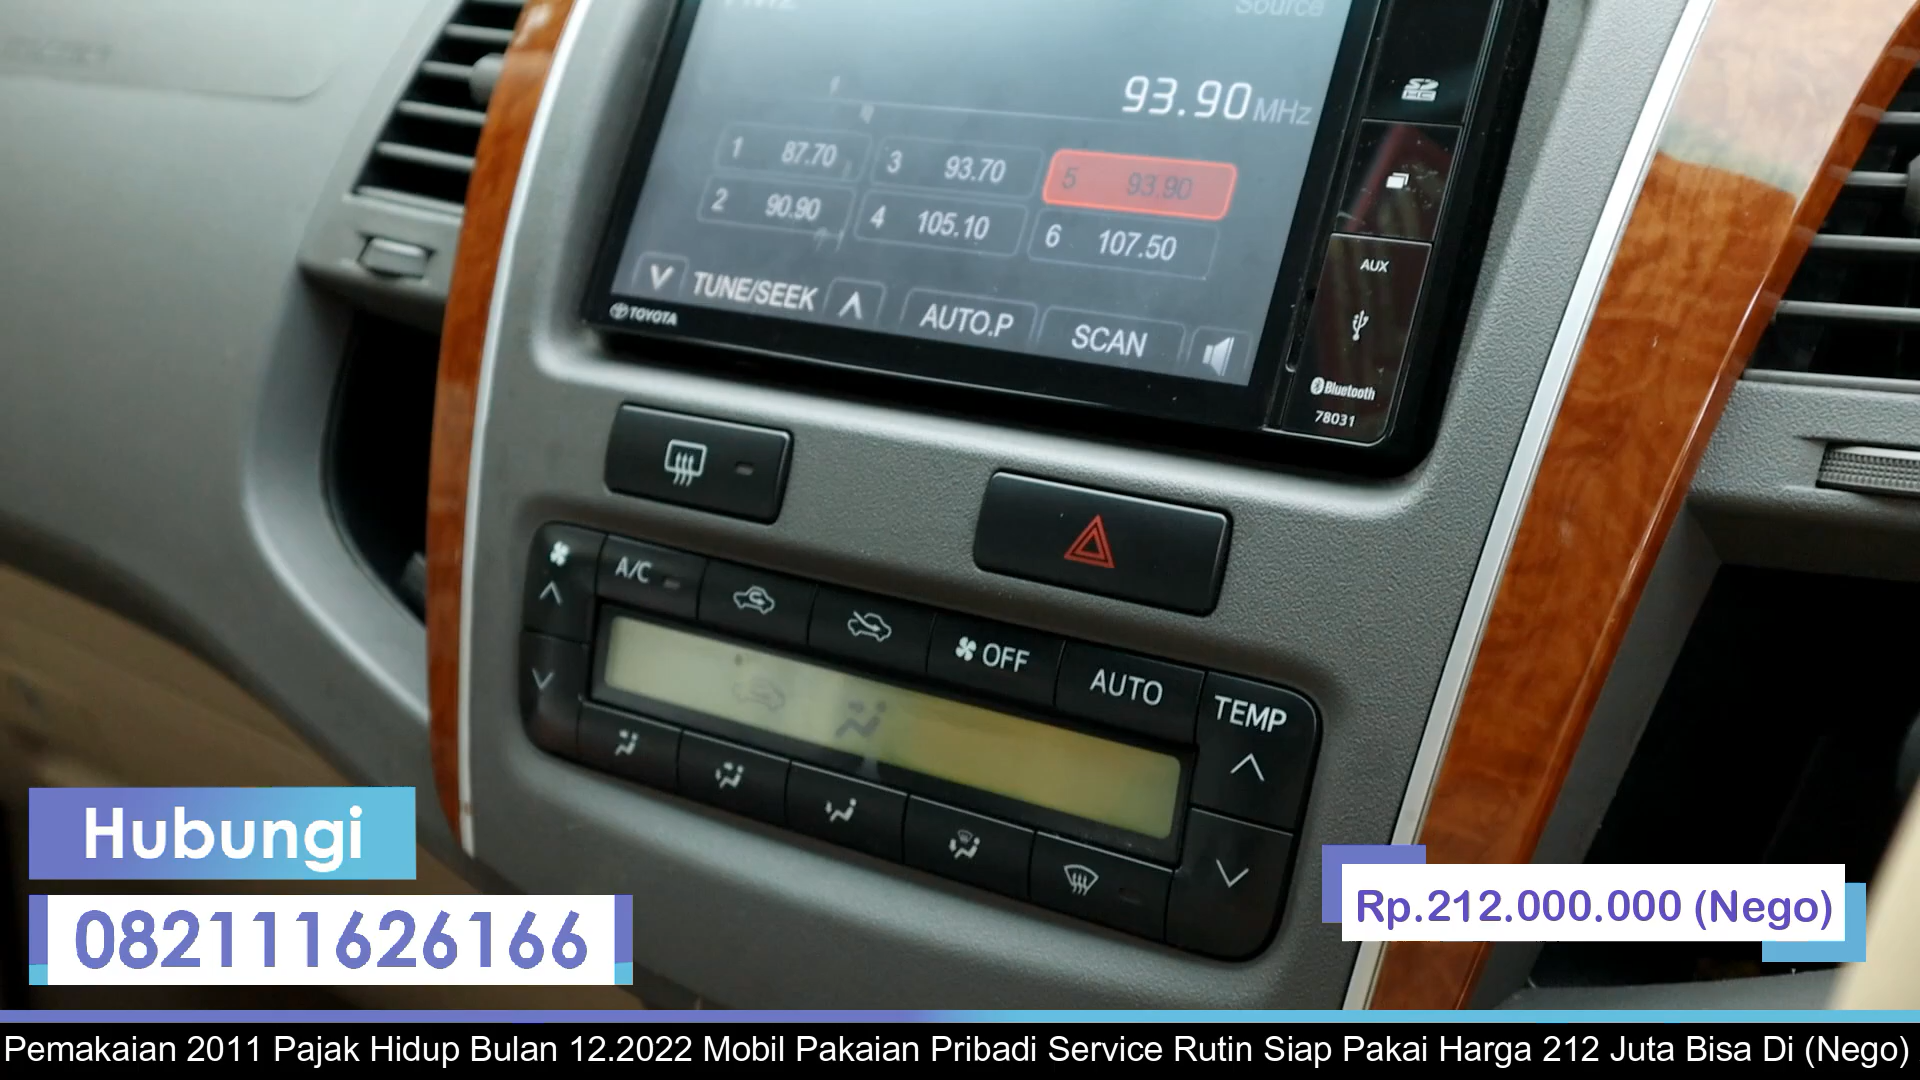 Source
93.90 MHz
1 87.70
3 93.70
5 93.90
2 90.90
4 105.10
6 107.50
TUNE/SEEK
AUTO.P
SCAN
TOYOTA
AUX
Bluetooth
78031
A/C
OFF
AUTO
TEMP
Hubungi
082111626166
Rp.212.000.000 (Nego)
Pemakaian 2011 Pajak Hidup Bulan 12.2022 Mobil Pakaian Pribadi Service Rutin Siap Pakai Harga 212 Juta Bisa Di (Nego)